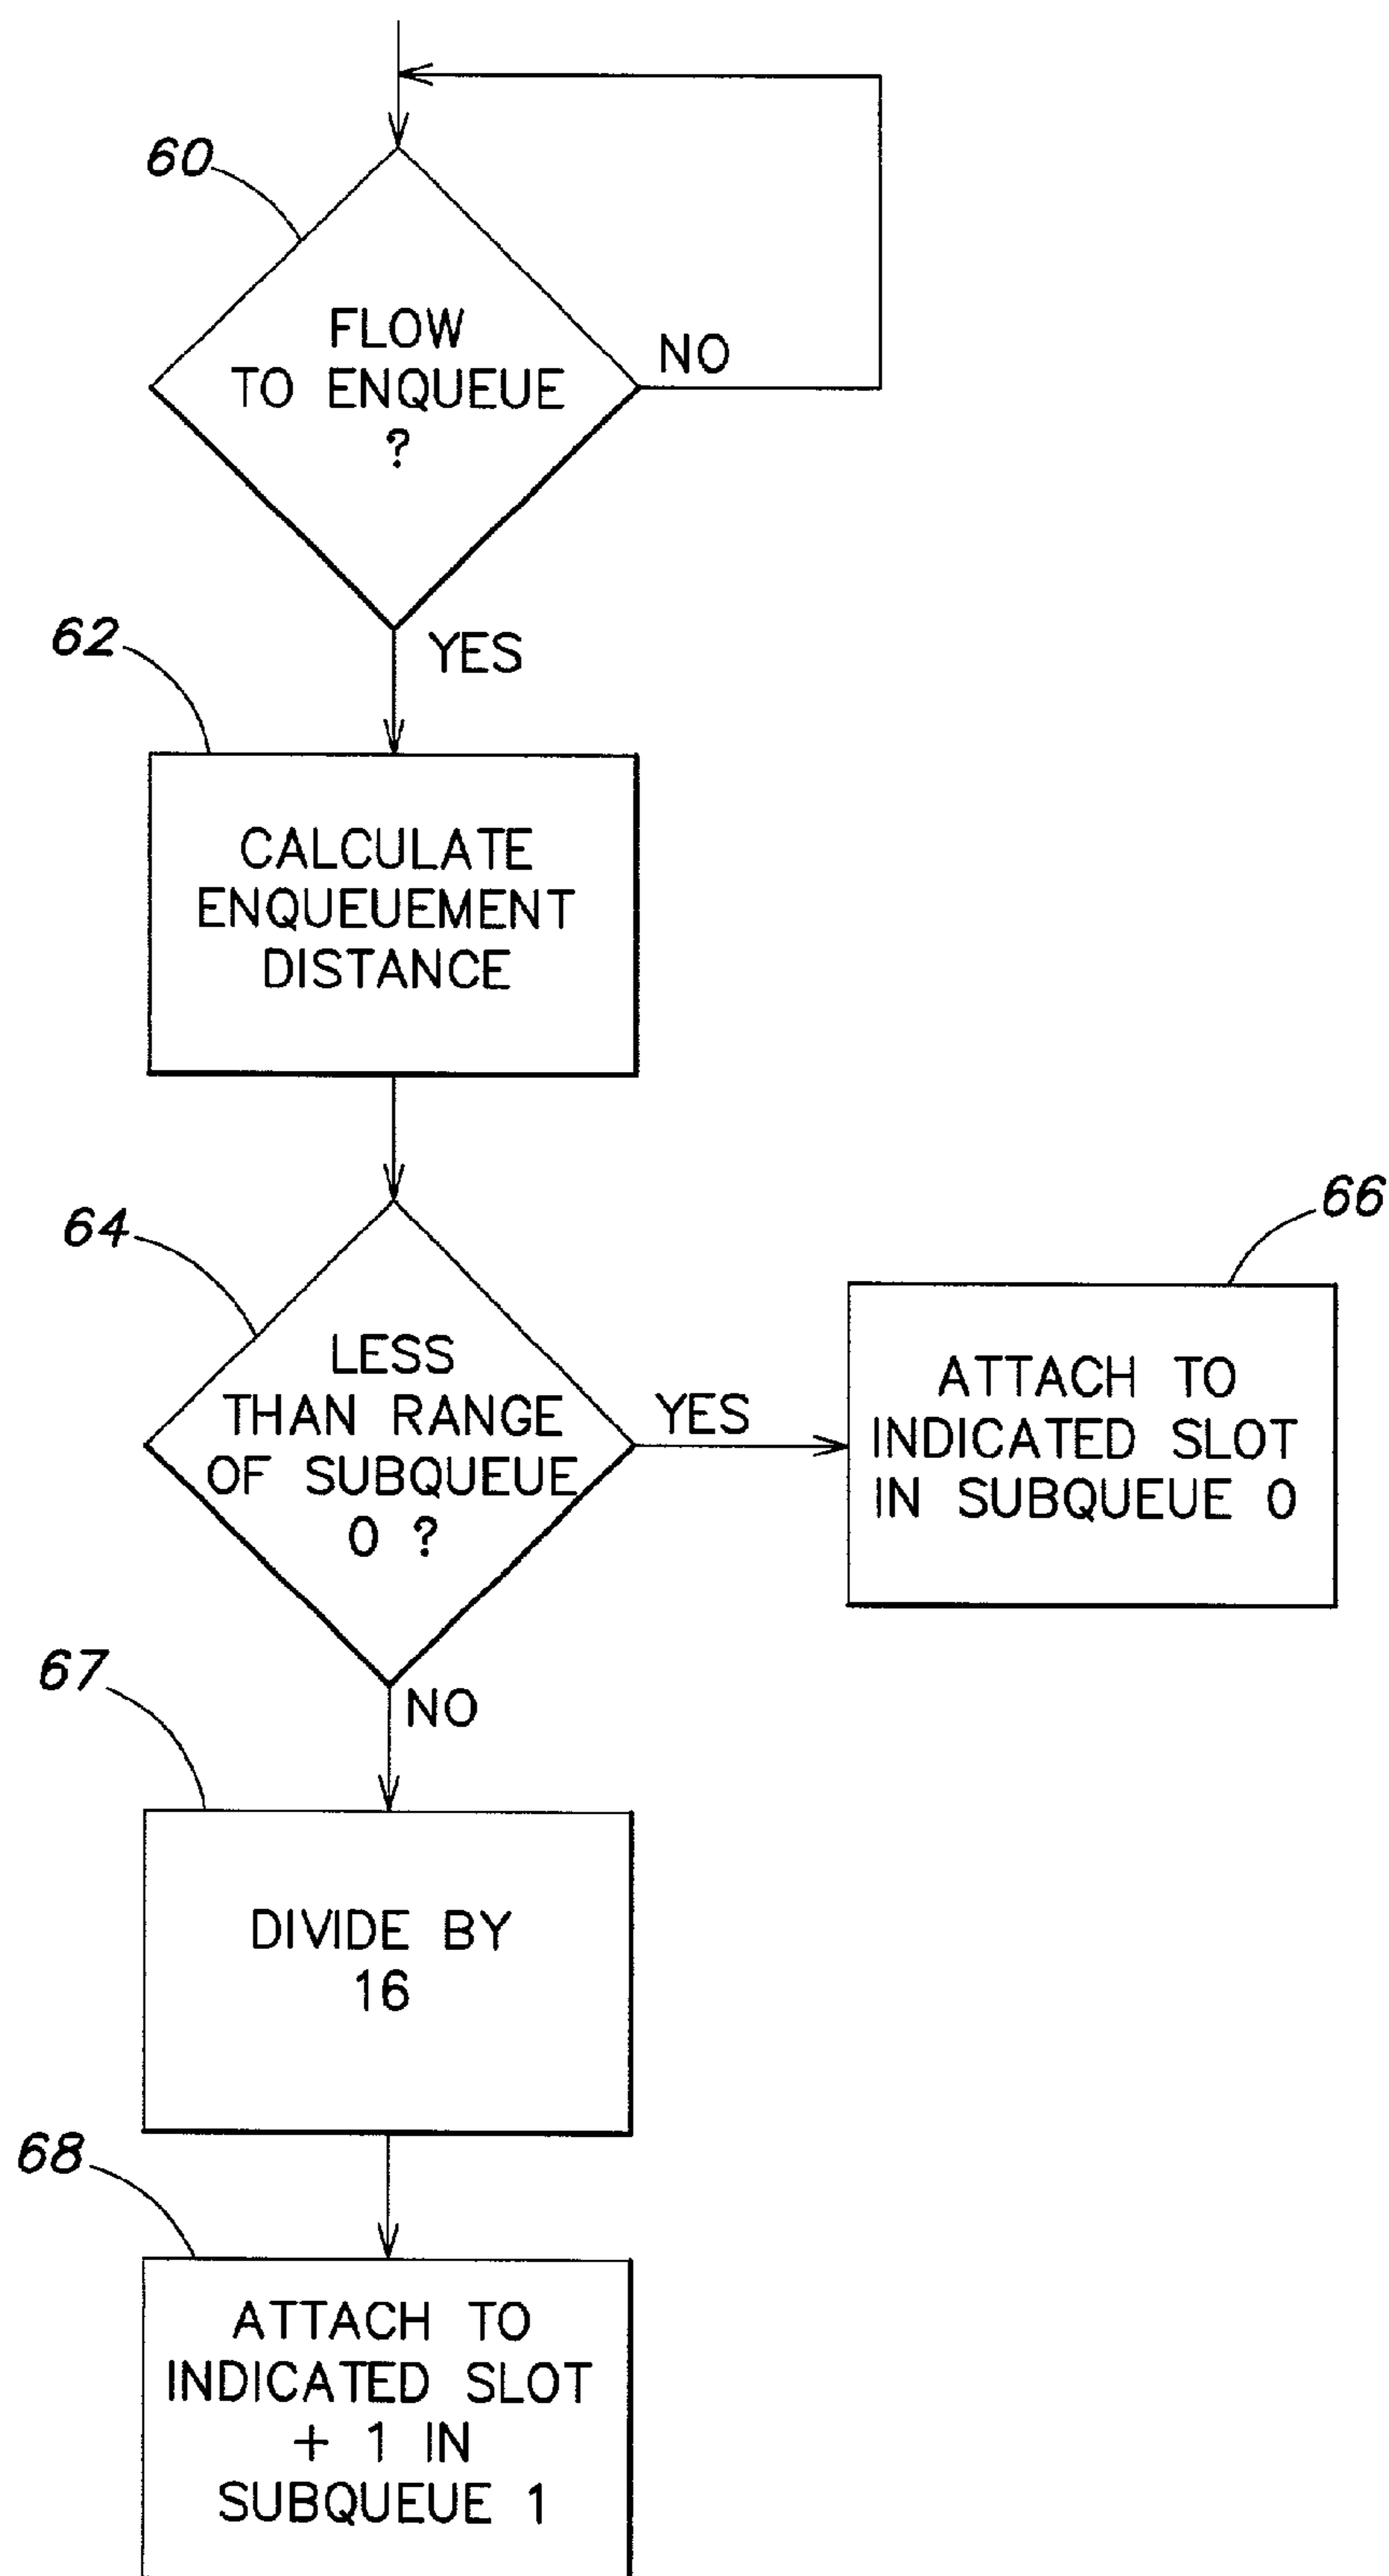 60
FLOW
TO ENQUEUE
?
NO
YES
62
CALCULATE
ENQUEUEMENT
DISTANCE
64
LESS
THAN RANGE
OF SUBQUEUE
0 ?
YES
66
ATTACH TO
INDICATED SLOT
IN SUBQUEUE 0
NO
67
DIVIDE BY
16
68
ATTACH TO
INDICATED SLOT
+ 1 IN
SUBQUEUE 1